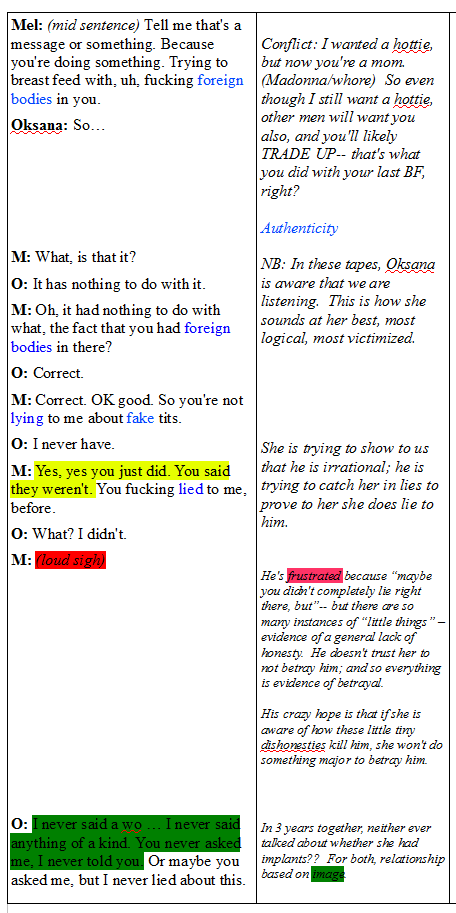 Mel: (mid sentence) Tell me that's a
message or something. Because
you're doing something. Trying to
breast feed with, uh, fucking foreign
bodies in you.
Oksana: So…
Conflict: I wanted a hottie,
but now you're a mom.
(Madonna/whore) So even
though I still want a hottie,
other men will want you
also, and you'll likely
TRADE UP-- that's what
you did with your last BF,
right?
Authenticity
M: What, is that it?
O: It has nothing to do with it.
M: Oh, it had nothing to do with
what, the fact that you had foreign
bodies in there?
O: Correct.
M: Correct. OK good. So you're not
lying to me about fake tits.
O: I never have.
M: Yes, yes you just did. You said
they weren't. You fucking lied to me,
before.
O: What? I didn't.
M: (loud sigh)
NB: In these tapes, Oksana
is aware that we are
listening. This is how she
sounds at her best, most
logical, most victimized.
She is trying to show to us
that he is irrational; he is
trying to catch her in lies to
prove to her she does lie to
him.
He's frustrated because “maybe
you didn't completely lie right
there, but”-- but there are so
many instances of “little things” –
evidence of a general lack of
honesty. He doesn't trust her to
not betray him; and so everything
is evidence of betrayal.
His crazy hope is that if she is
aware of how these little tiny
dishonesties kill him, she won't do
something major to betray him.
O: I never said a wo … I never said
anything of a kind. You never asked
me, I never told you. Or maybe you
asked me, but I never lied about this.
In 3 years together, neither ever
talked about whether she had
implants?? For both, relationship
based on image.